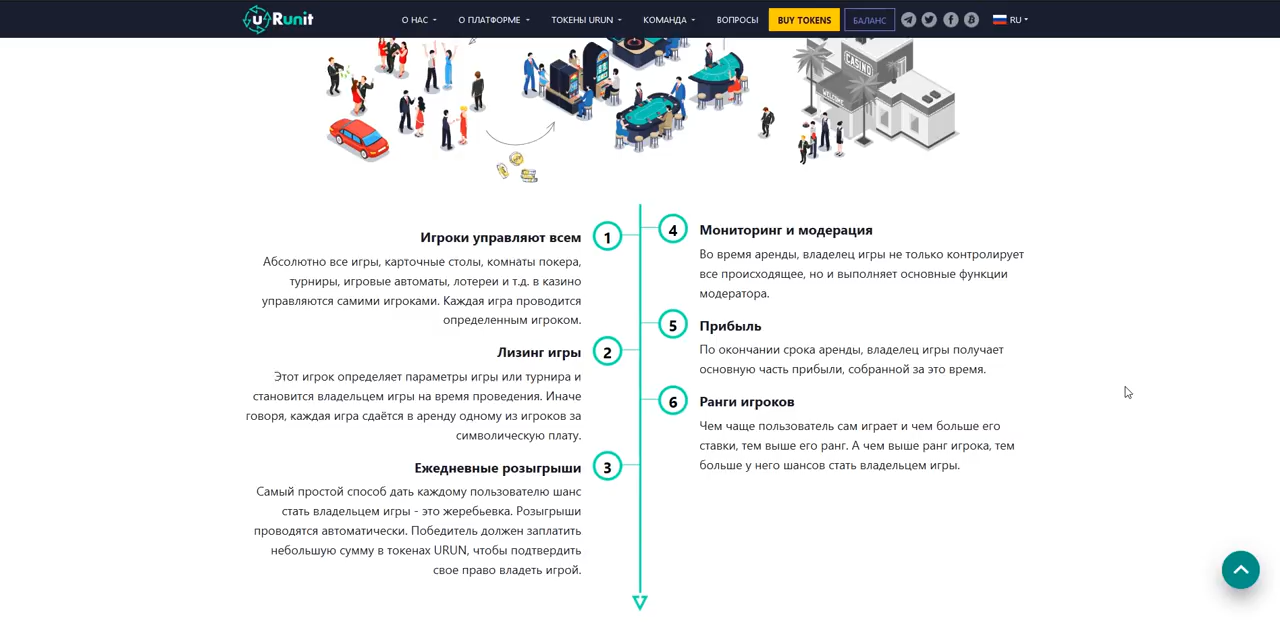 uRunit
О НАС
О ПЛАТФОРМЕ
ТОКЕНЫ URUN
КОМАНДА
ВОПРОСЫ
BUY TOKENS
БАЛАНС
RU
CASINO
WELCOME
1
Игроки управляют всем
Абсолютно все игры, карточные столы, комнаты покера,
турниры, игровые автоматы, лотереи и т.д. в казино
управляются самими игроками. Каждая игра проводится
определенным игроком.
2
Лизинг игры
Этот игрок определяет параметры игры или турнира и
становится владельцем игры на время проведения. Иначе
говоря, каждая игра сдаётся в аренду одному из игроков за
символическую плату.
3
Ежедневные розыгрыши
Самый простой способ дать каждому пользователю шанс
стать владельцем игры - это жеребьевка. Розыгрыши
проводятся автоматически. Победитель должен заплатить
небольшую сумму в токенах URUN, чтобы подтвердить
свое право владеть игрой.
4
Мониторинг и модерация
Во время аренды, владелец игры не только контролирует
все происходящее, но и выполняет основные функции
модератора.
5
Прибыль
По окончании срока аренды, владелец игры получает
основную часть прибыли, собранной за это время.
6
Ранги игроков
Чем чаще пользователь сам играет и чем больше его
ставки, тем выше его ранг. А чем выше ранг игрока, тем
больше у него шансов стать владельцем игры.